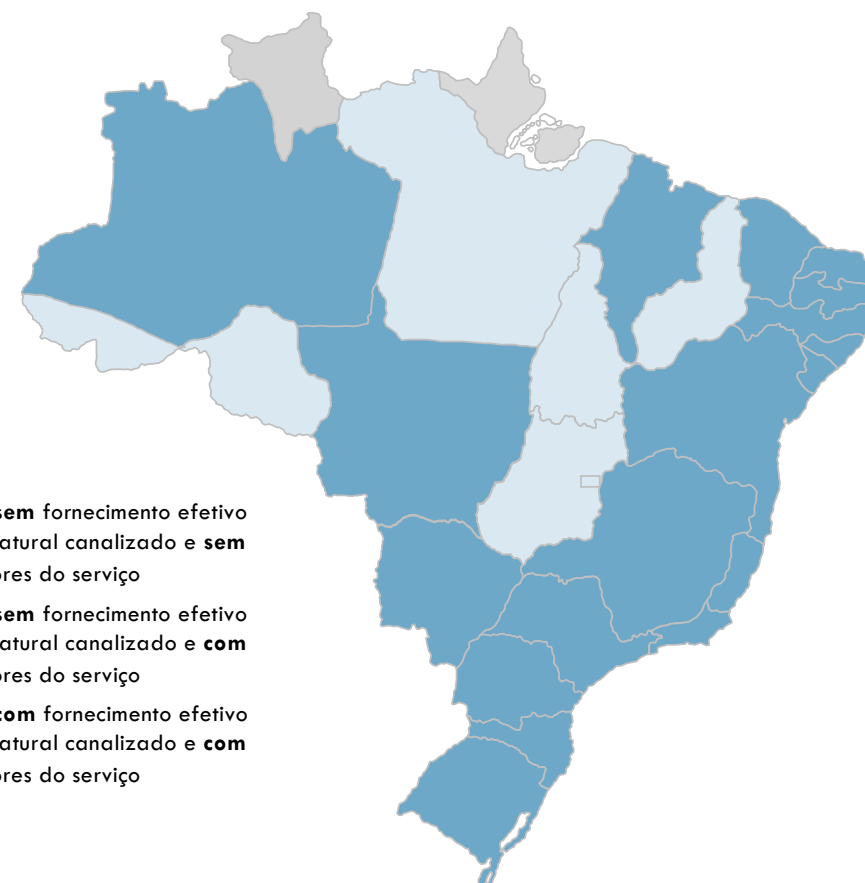 sem fornecimento efetivo
atural canalizado e sem
ores do serviço
sem fornecimento efetivo
atural canalizado e com
ores do serviço
com fornecimento efetivo
atural canalizado e com
ores do serviço